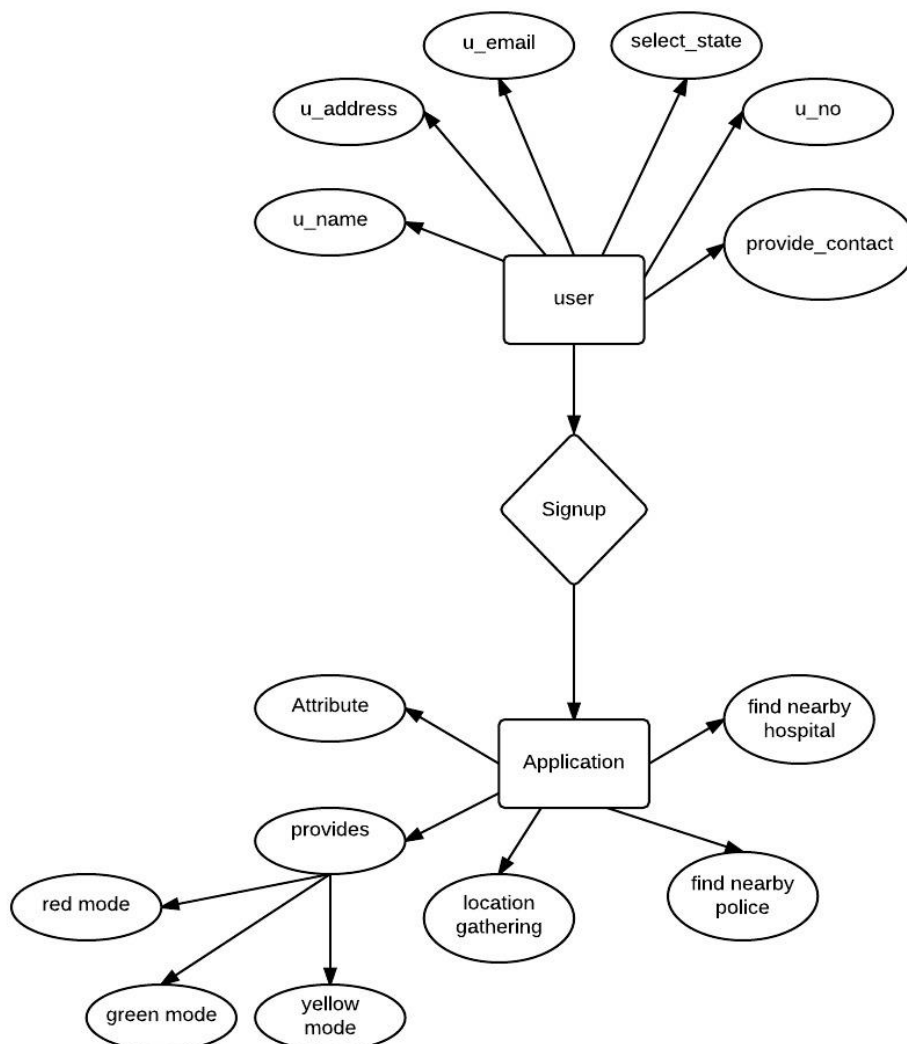 u_email
select_state
u_address
u_no
u_name
provide_contact
user
Signup
Attribute
find nearby
hospital
Application
provides
find nearby
police
red mode
location
gathering
green mode
yellow
mode